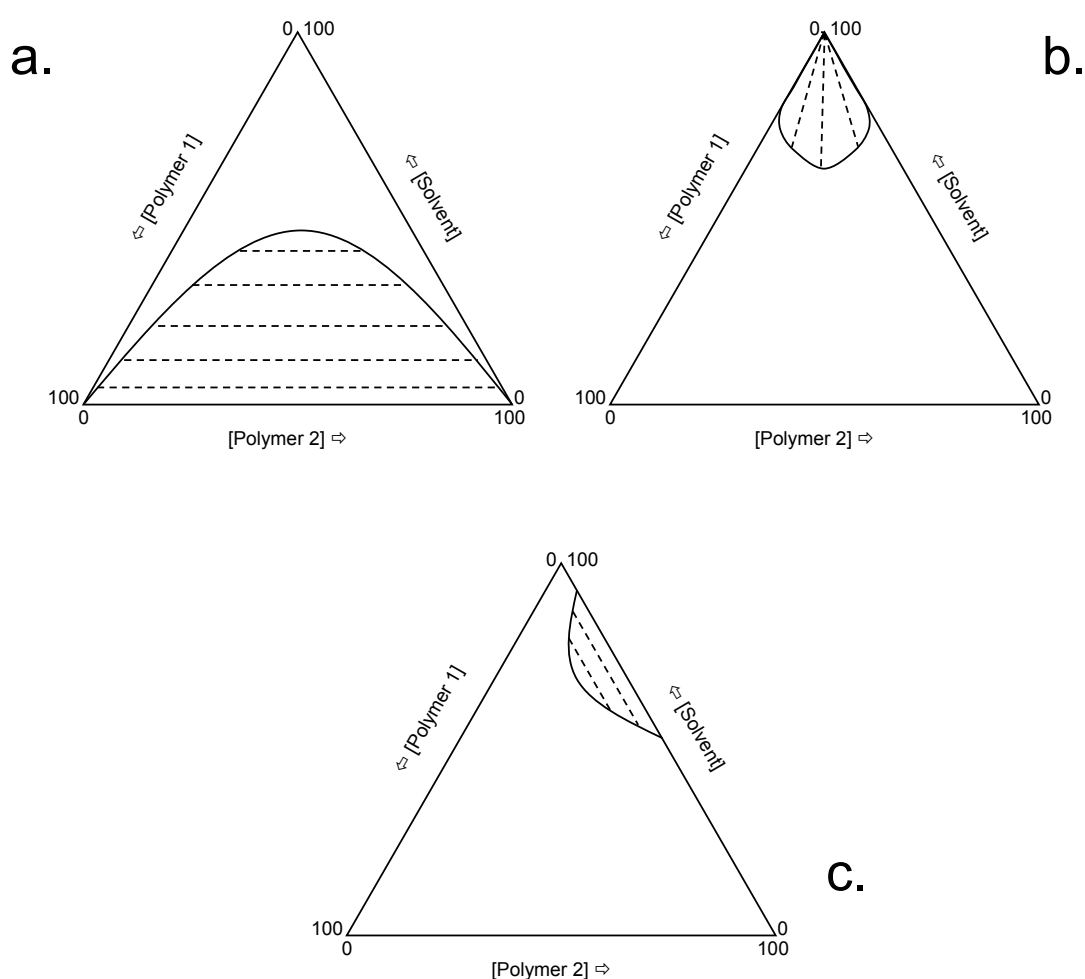 a.
0 100
⇦ [Polymer 1]
⇦ [Solvent]
100
0
0
100
[Polymer 2] ⇨
b.
0 100
⇦ [Polymer 1]
⇦ [Solvent]
100
0
0
100
[Polymer 2] ⇨
c.
0 100
⇦ [Polymer 1]
⇦ [Solvent]
100
0
0
100
[Polymer 2] ⇨